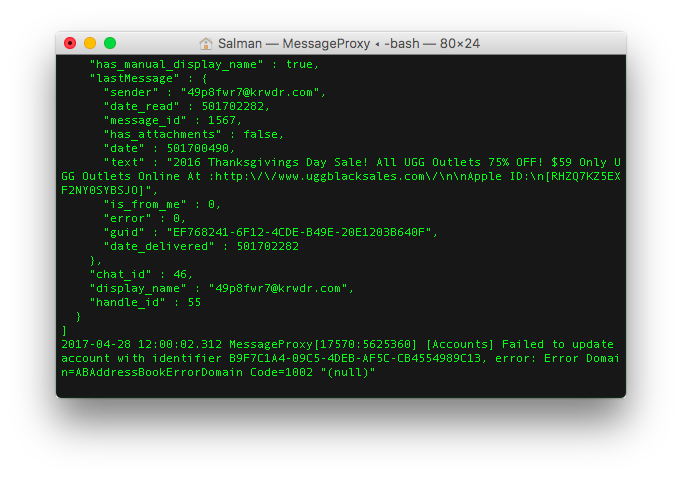 Salman — MessageProxy ◂ -bash — 80×24
"has_manual_display_name" : true,
"lastMessage" : {
"sender" : "49p8fwr7@krwdr.com",
"date_read" : 501702282,
"message_id" : 1567,
"has_attachments" : false,
"date" : 501700490,
"text" : "2016 Thanksgivings Day Sale! All UGG Outlets 75% OFF! $59 Only U
GG Outlets Online At :http:\/\/www.uggblacksales.com\/\n\nApple ID:\n[RHZQ7KZ5EX
F2NY0SYBSJO]",
"is_from_me" : 0,
"error" : 0,
"guid" : "EF768241-6F12-4CDE-B49E-20E1203B640F",
"date_delivered" : 501702282
},
"chat_id" : 46,
"display_name" : "49p8fwr7@krwdr.com",
"handle_id" : 55
}
]
2017-04-28 12:00:02.312 MessageProxy[17570:5625360] [Accounts] Failed to update
account with identifier B9F7C1A4-09C5-4DEB-AF5C-CB4554989C13, error: Error Domai
n=ABAddressBookErrorDomain Code=1002 "(null)"